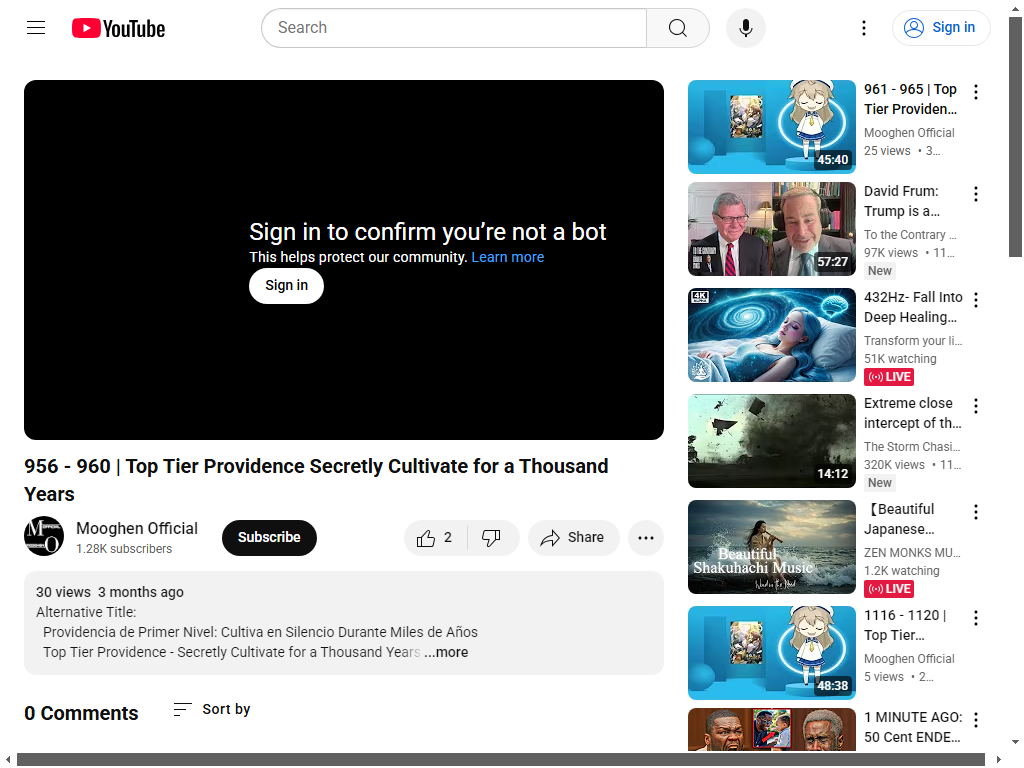 YouTube
Search
Sign in
Sign in to confirm you’re not a bot
This helps protect our community. Learn more
Sign in
956 - 960 | Top Tier Providence Secretly Cultivate for a Thousand
Years
Mooghen Official
1.28K subscribers
Subscribe
2
Share
30 views 3 months ago
Alternative Title:
Providencia de Primer Nivel: Cultiva en Silencio Durante Miles de Años
Top Tier Providence - Secretly Cultivate for a Thousand Years ...more
0 Comments
Sort by
45:40
961 - 965 | Top
Tier Providen...
Mooghen Official
25 views • 3...
57:27
David Frum:
Trump is a...
To the Contrary ...
97K views • 11...
New
4K
432Hz- Fall Into
Deep Healing...
Transform your li...
51K watching
LIVE
14:12
Extreme close
intercept of th...
The Storm Chasi...
320K views • 11...
New
Beautiful
Shakuhachi Music
【Beautiful
Japanese...
ZEN MONKS MU...
1.2K watching
LIVE
48:38
1116 - 1120 |
Top Tier...
Mooghen Official
5 views • 2...
1 MINUTE AGO:
50 Cent ENDE...